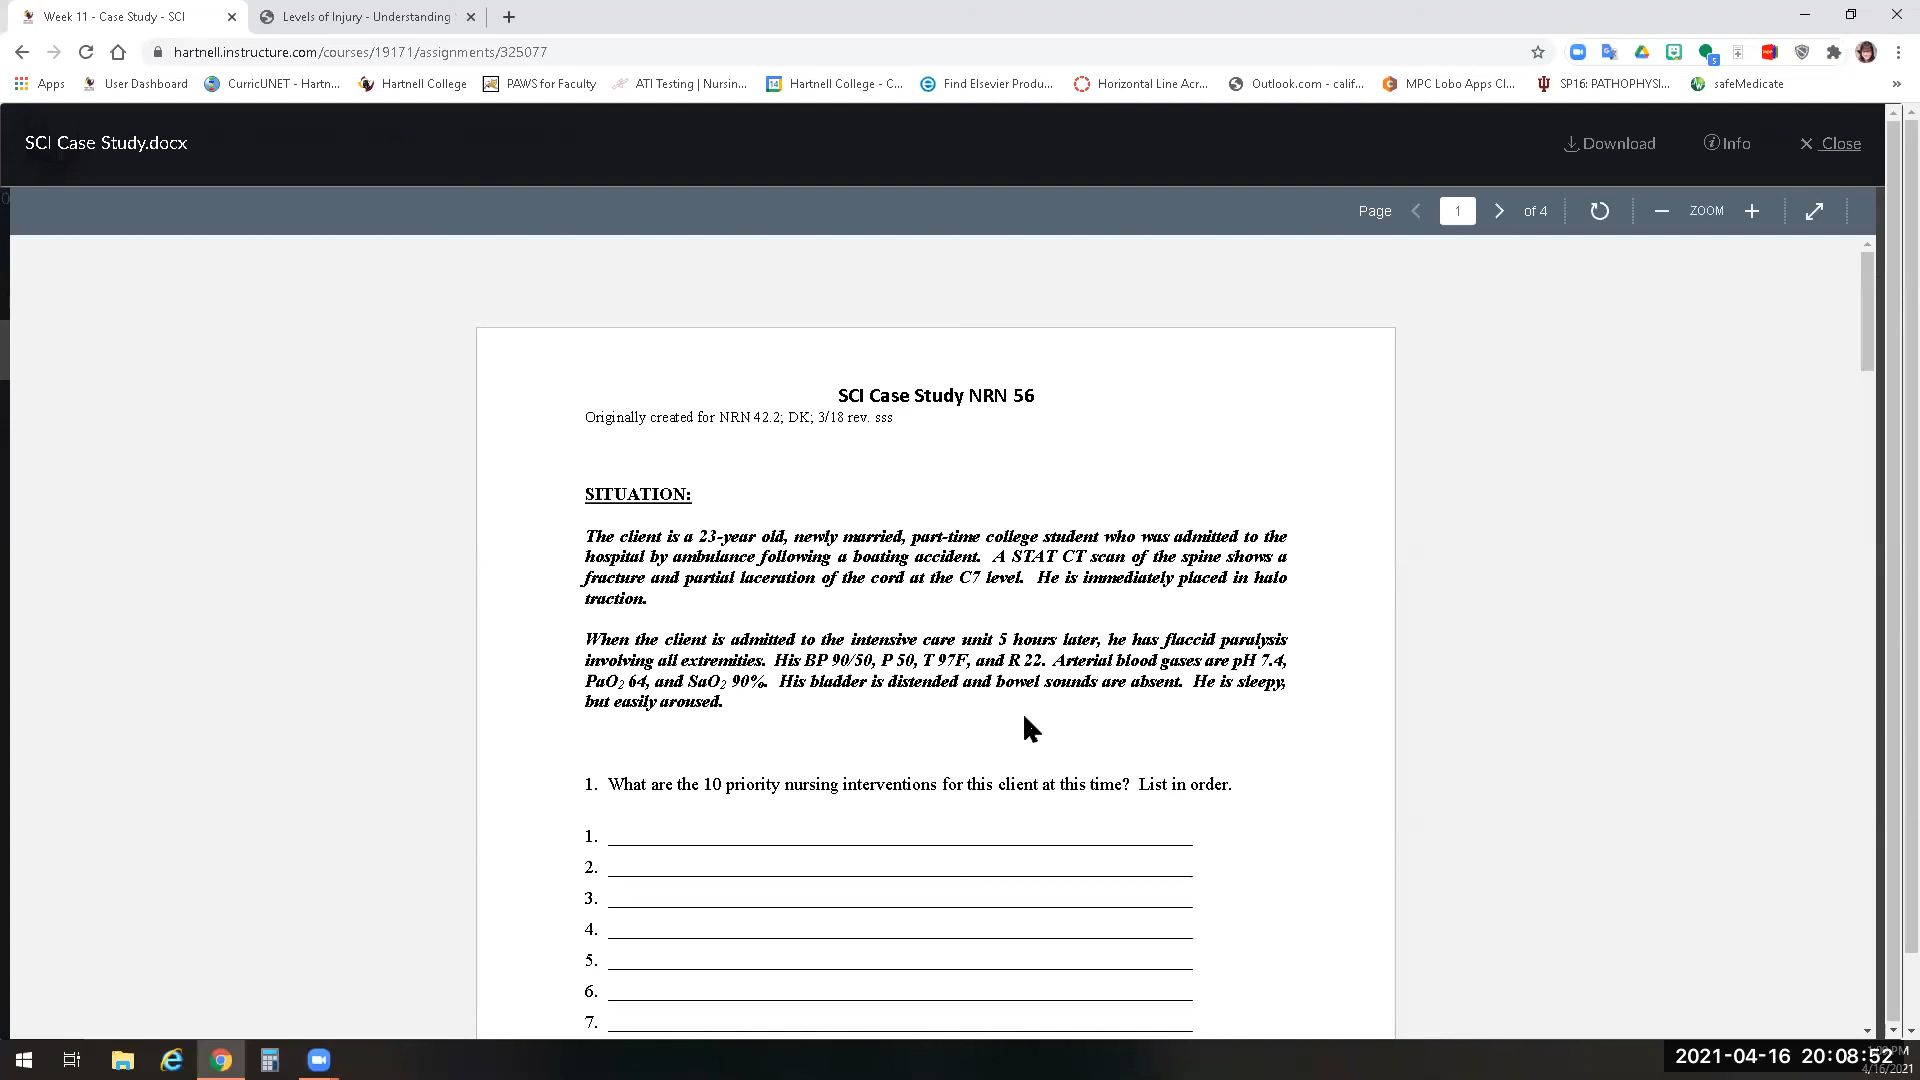 Week 11 - Case Study - SCI
Levels of Injury - Understanding
hartnell.instructure.com/courses/19171/assignments/325077
Apps
User Dashboard
CurricUNET - Hartn...
Hartnell College
PAWS for Faculty
ATI Testing | Nursin...
Hartnell College - C...
Find Elsevier Produ...
Horizontal Line Acr...
Outlook.com - calif...
MPC Lobo Apps Cl...
SP16: PATHOPHYSI...
safeMedicate
SCI Case Study.docx
Download
Info
Close
Page 1 of 4
ZOOM
SCI Case Study NRN 56
Originally created for NRN 42.2; DK; 3/18 rev. sss
SITUATION:
The client is a 23-year old, newly married, part-time college student who was admitted to the
hospital by ambulance following a boating accident. A STAT CT scan of the spine shows a
fracture and partial laceration of the cord at the C7 level. He is immediately placed in halo
traction.
When the client is admitted to the intensive care unit 5 hours later, he has flaccid paralysis
involving all extremities. His BP 90/50, P 50, T 97F, and R 22. Arterial blood gases are pH 7.4,
PaO2 64, and SaO2 90%. His bladder is distended and bowel sounds are absent. He is sleepy,
but easily aroused.
1. What are the 10 priority nursing interventions for this client at this time? List in order.
1.
2.
3.
4.
5.
6.
7.
2021-04-16 20:08:52
4/16/2021